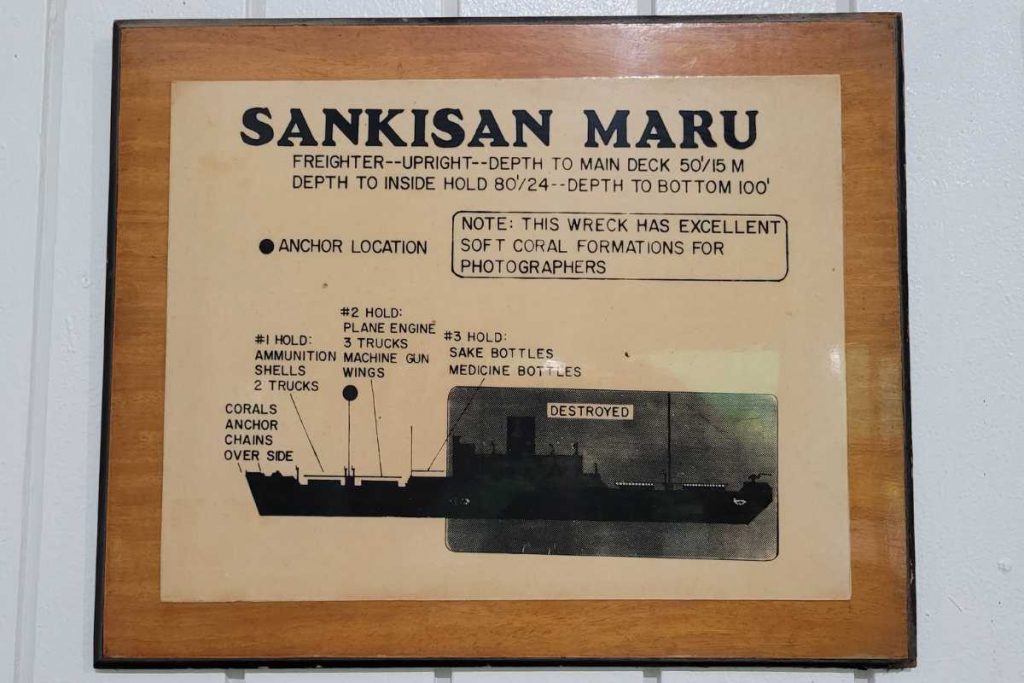 SANKISAN MARU
FREIGHTER--UPRIGHT--DEPTH TO MAIN DECK 50'/15 M
DEPTH TO INSIDE HOLD 80'/24--DEPTH TO BOTTOM 100'
NOTE: THIS WRECK HAS EXCELLENT
SOFT CORAL FORMATIONS FOR
PHOTOGRAPHERS
ANCHOR LOCATION
#1 HOLD:
AMMUNITION
SHELLS
2 TRUCKS
#2 HOLD:
PLANE ENGINE
3 TRUCKS
MACHINE GUN
WINGS
#3 HOLD:
SAKE BOTTLES
MEDICINE BOTTLES
CORALS
ANCHOR
CHAINS
OVER SIDE
DESTROYED